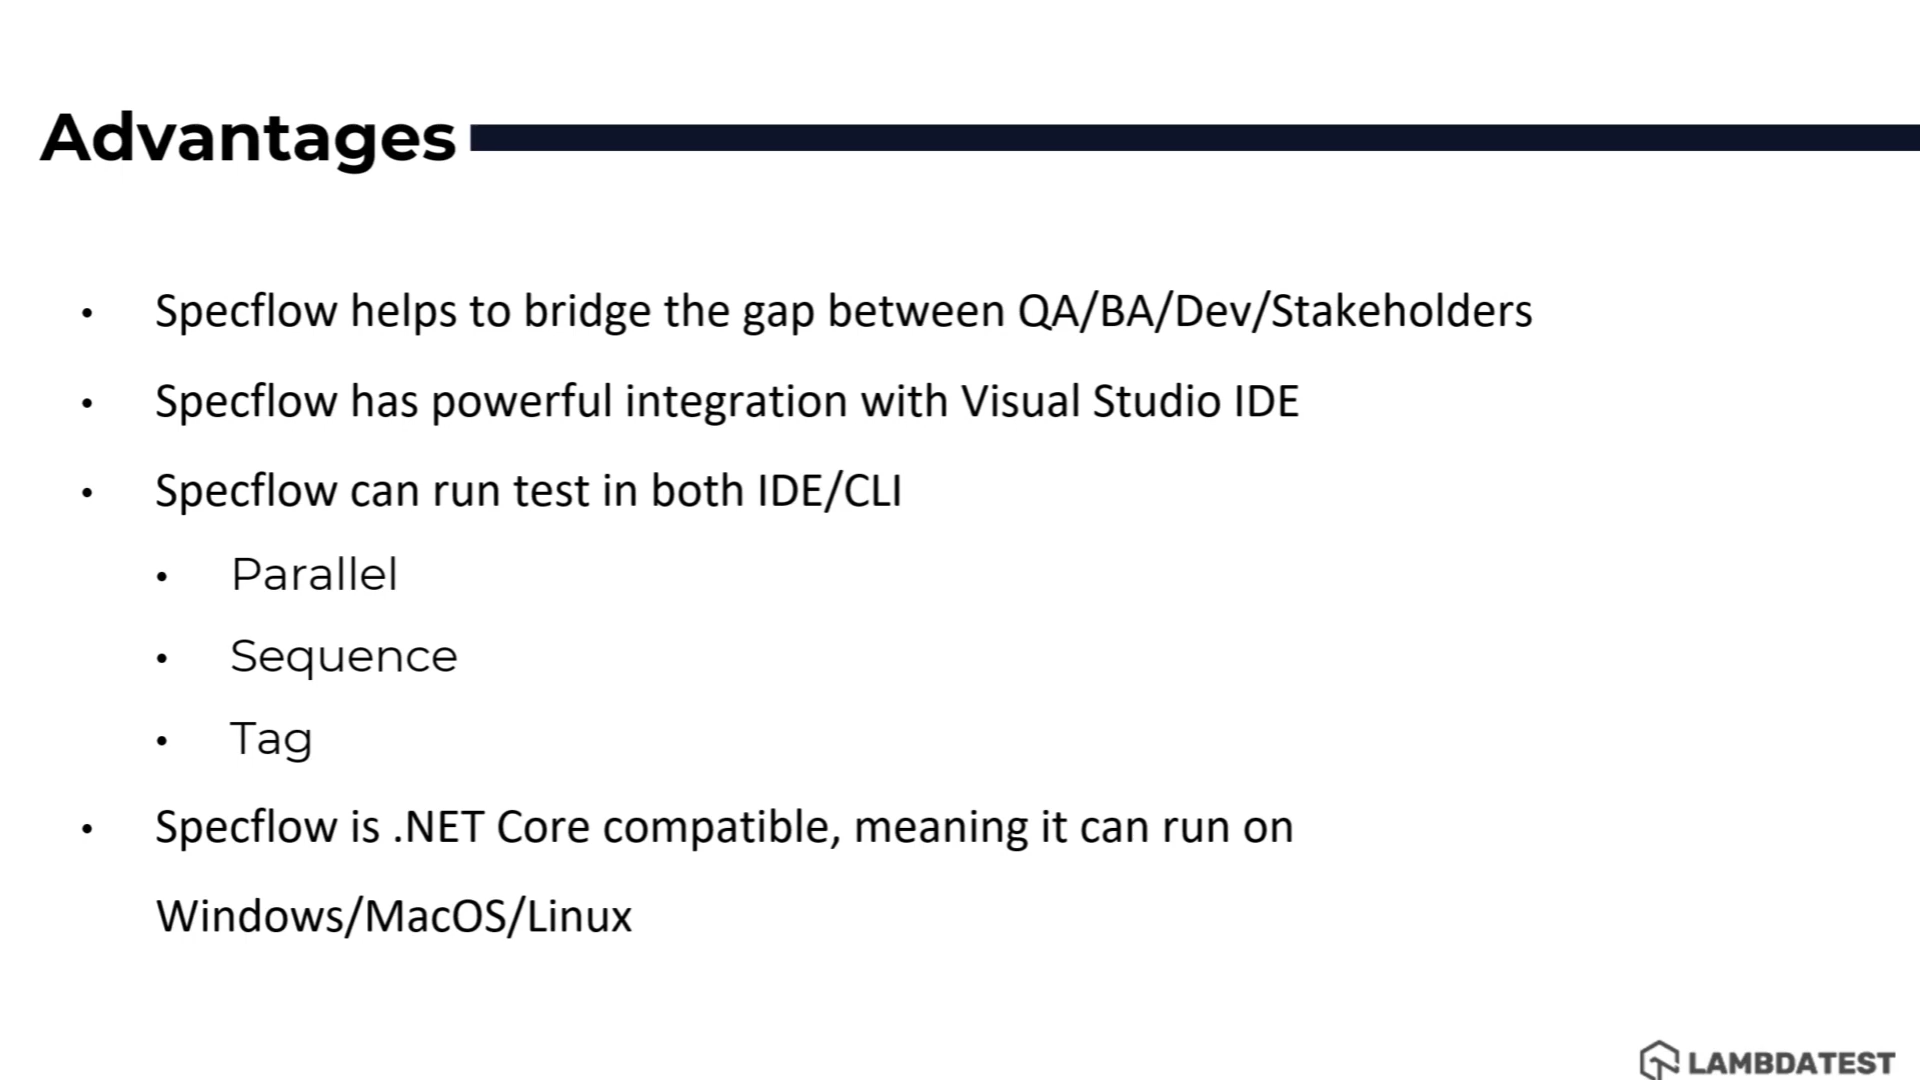 Advantages
• Specflow helps to bridge the gap between QA/BA/Dev/Stakeholders
• Specflow has powerful integration with Visual Studio IDE
• Specflow can run test in both IDE/CLI
• Parallel
• Sequence
• Tag
• Specflow is .NET Core compatible, meaning it can run on
Windows/MacOS/Linux
LAMBDATEST